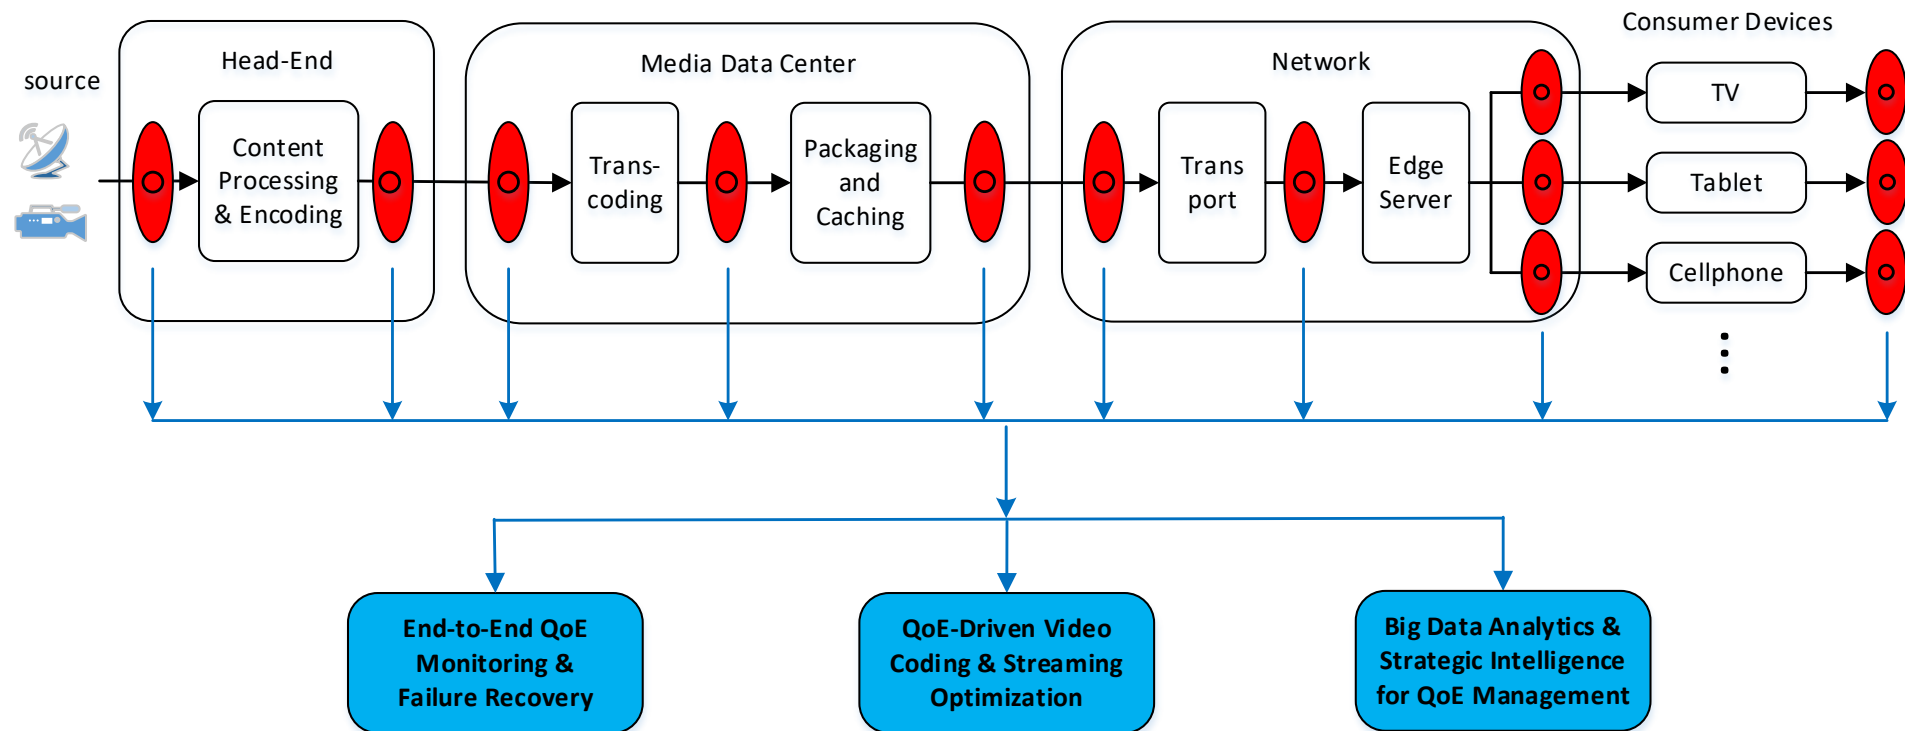 Consumer Devices
Head-End
Media Data Center
Network
source
Content
Processing
& Encoding
Trans-
coding
Packaging
and
Caching
Trans
port
Edge
Server
TV
Tablet
Cellphone
End-to-End QoE
Monitoring &
Failure Recovery
QoE-Driven Video
Coding & Streaming
Optimization
Big Data Analytics &
Strategic Intelligence
for QoE Management